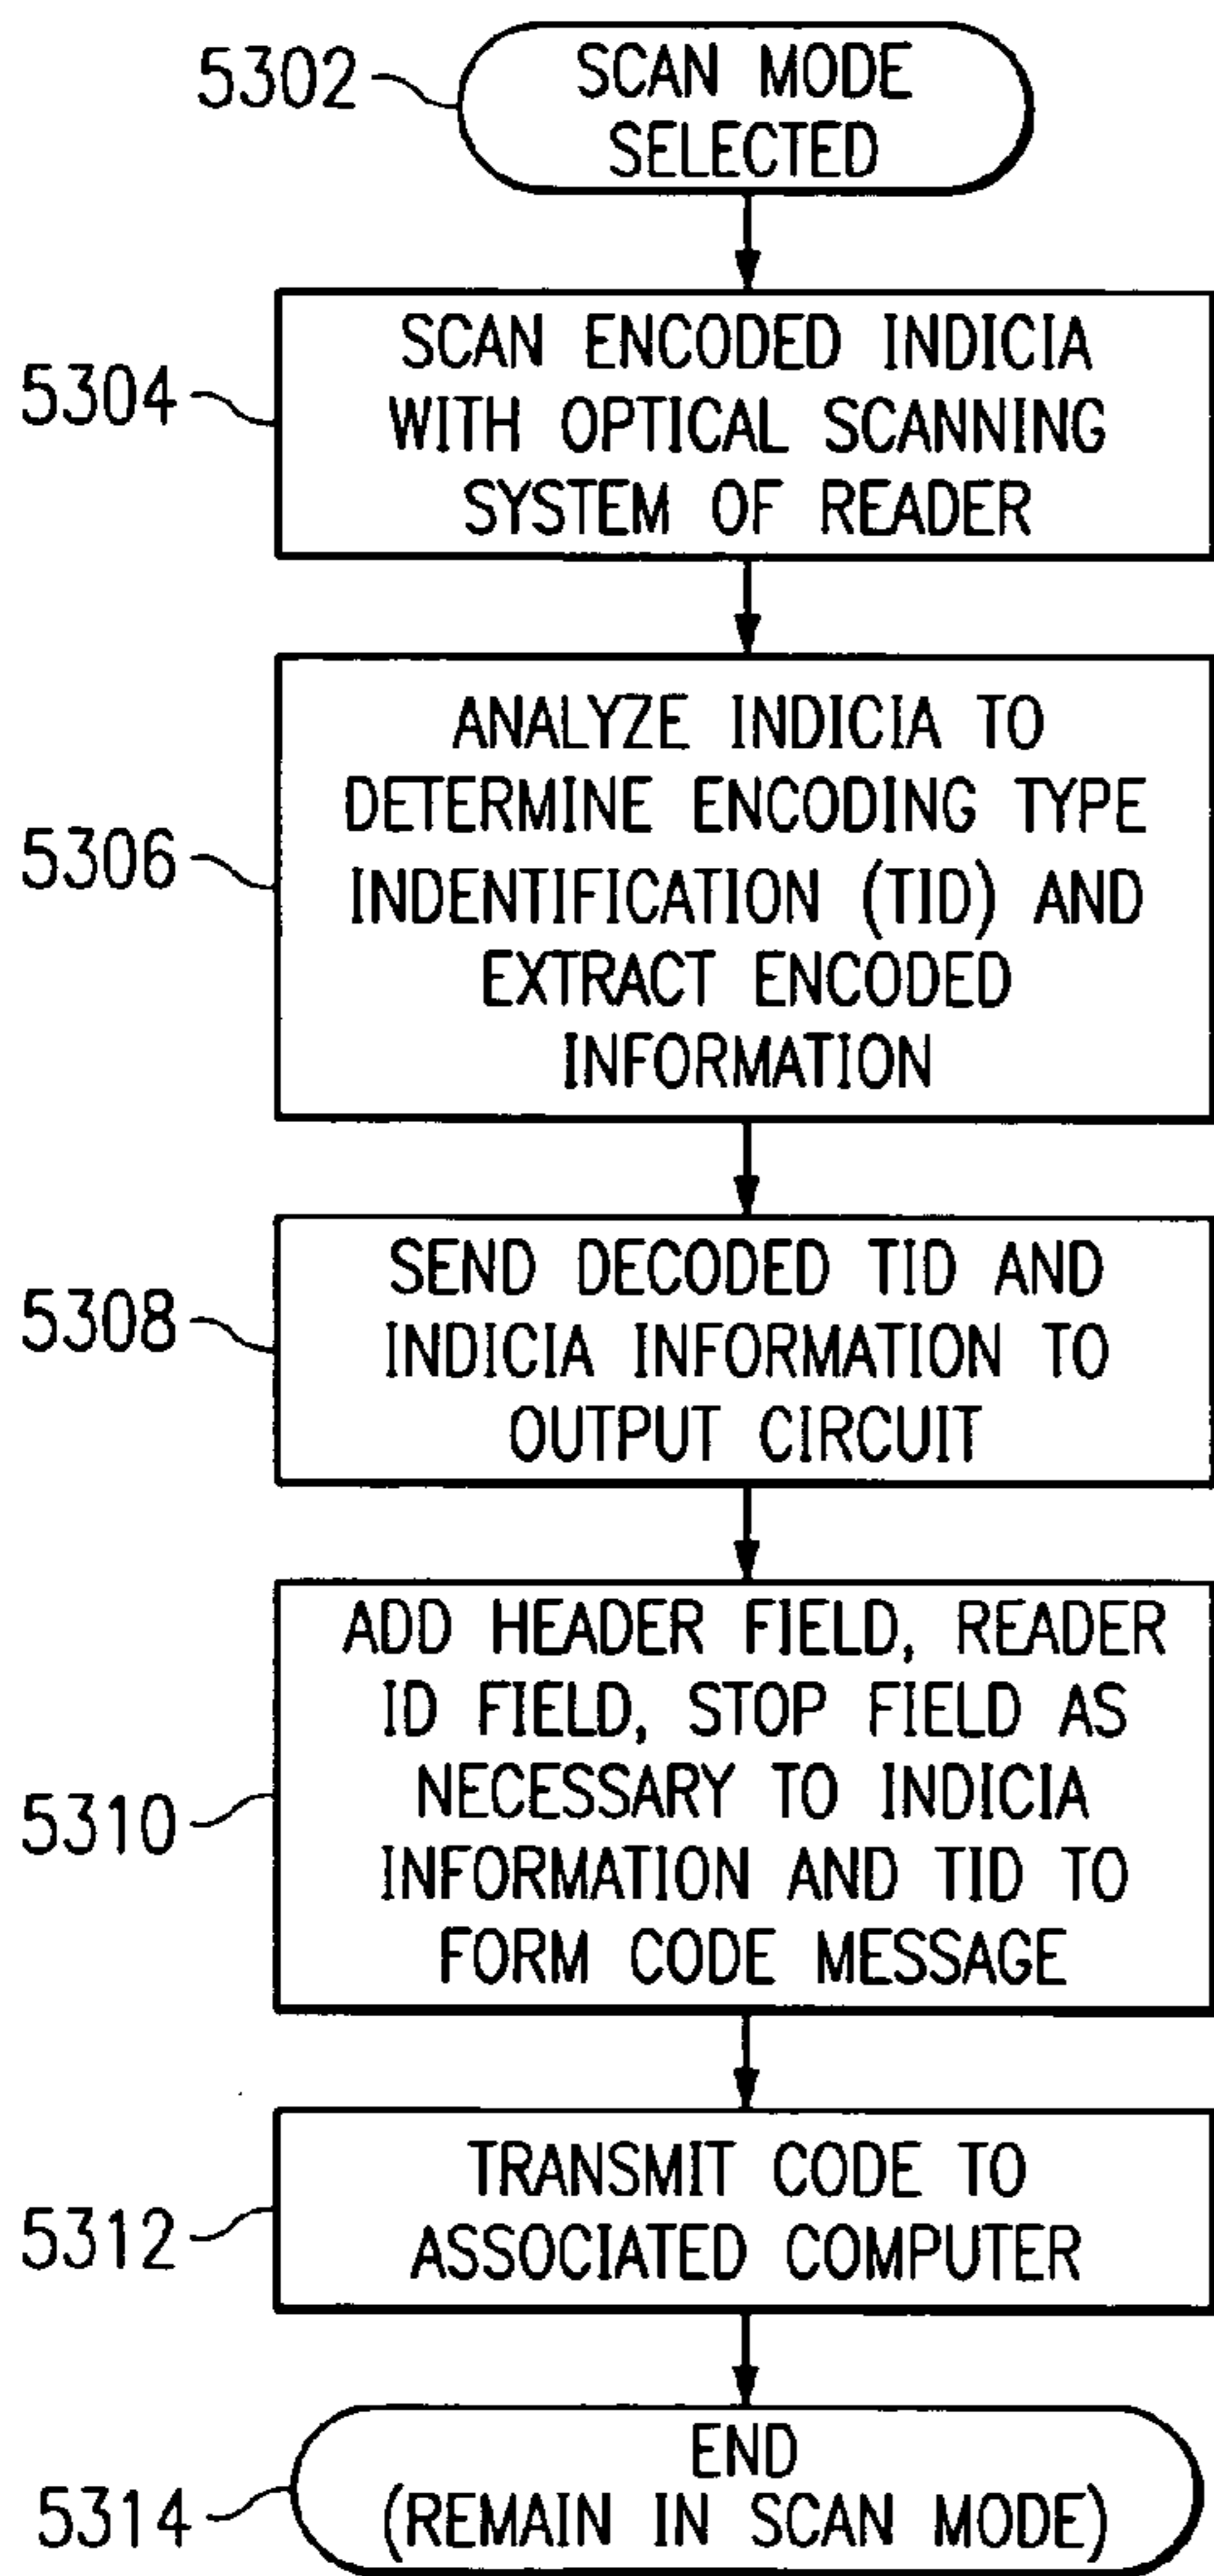 5302
SCAN MODE
SELECTED
5304
SCAN ENCODED INDICIA
WITH OPTICAL SCANNING
SYSTEM OF READER
5306
ANALYZE INDICIA TO
DETERMINE ENCODING TYPE
INDENTIFICATION (TID) AND
EXTRACT ENCODED
INFORMATION
5308
SEND DECODED TID AND
INDICIA INFORMATION TO
OUTPUT CIRCUIT
5310
ADD HEADER FIELD, READER
ID FIELD, STOP FIELD AS
NECESSARY TO INDICIA
INFORMATION AND TID TO
FORM CODE MESSAGE
5312
TRANSMIT CODE TO
ASSOCIATED COMPUTER
5314
END
(REMAIN IN SCAN MODE)